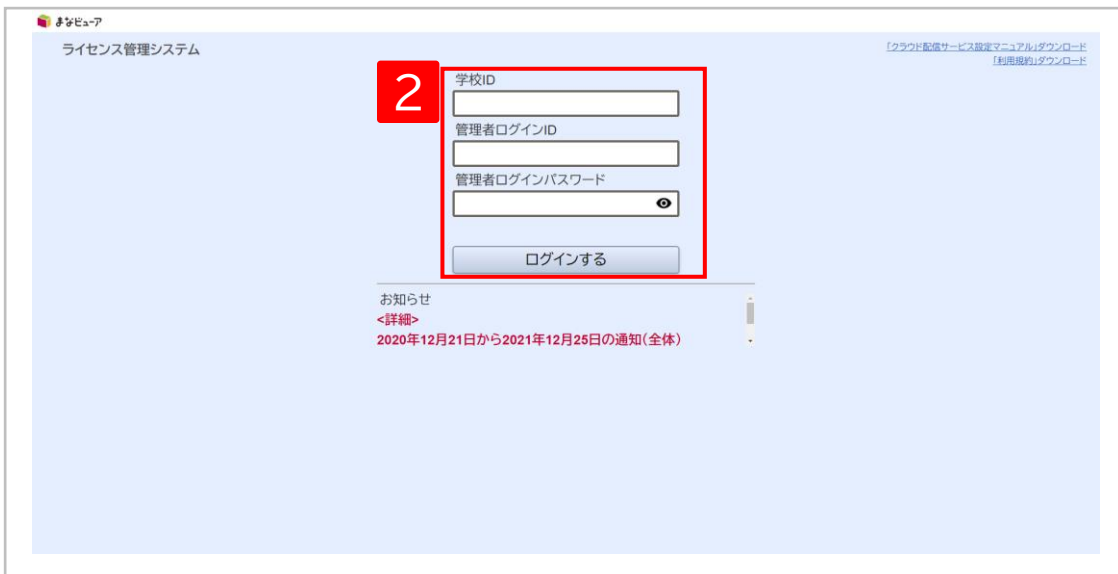 まなビューア
ライセンス管理システム
「クラウド配信サービス設定マニュアル」ダウンロード
「利用規約」ダウンロード
2
学校ID
管理者ログインID
管理者ログインパスワード
ログインする
お知らせ
<詳細>
2020年12月21日から2021年12月25日の通知(全体)